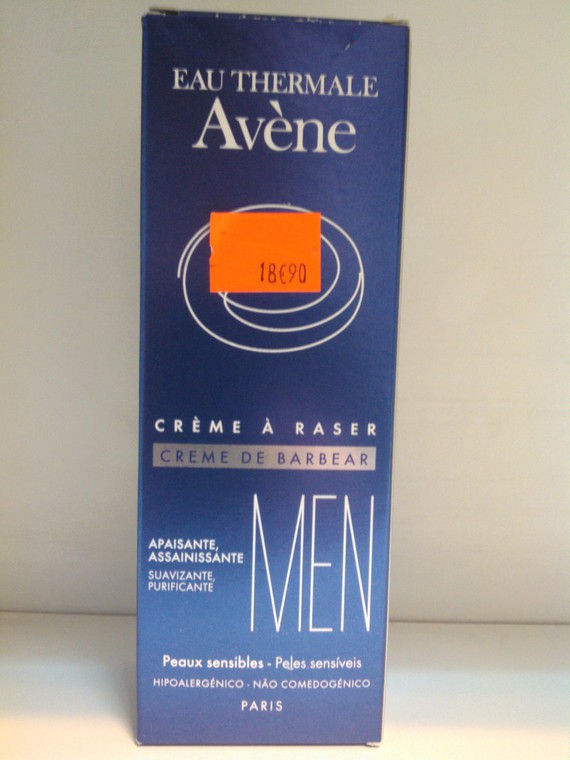 EAU THERMALE
Avène
18€90
CRÈME À RASER
CREME DE BARBEAR
MEN
APAISANTE,
ASSAINISSANTE
SUAVIZANTE,
PURIFICANTE
Peaux sensibles - Peles sensíveis
HIPOALERGÉNICO - NÃO COMEDOGÉNICO
PARIS